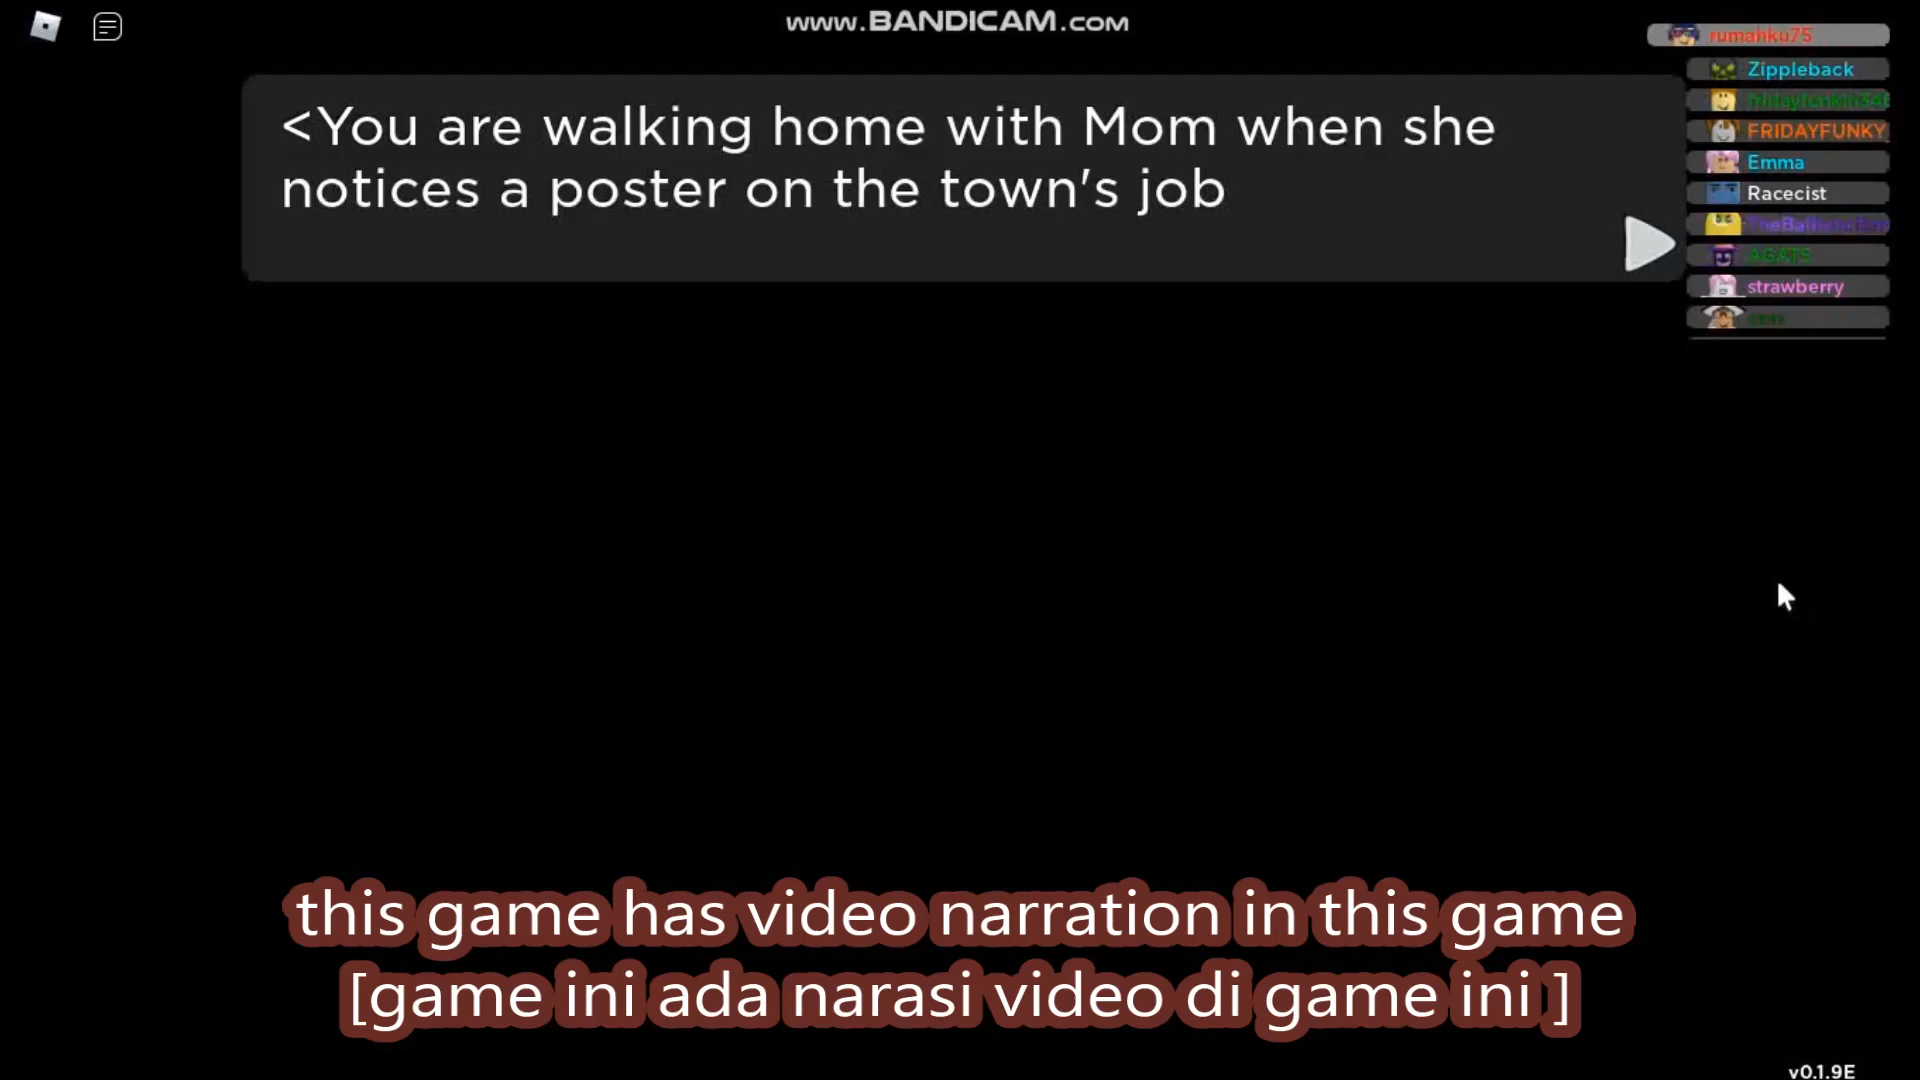 www.BANDICAM.com
rumahku75
<You are walking home with Mom when she
notices a poster on the town's job
Zippleback
FRIDAYFUNKY
Emma
Racecist
AGATS
strawberry
this game has video narration in this game
[game ini ada narasi video di game ini ]
v0.1.9E